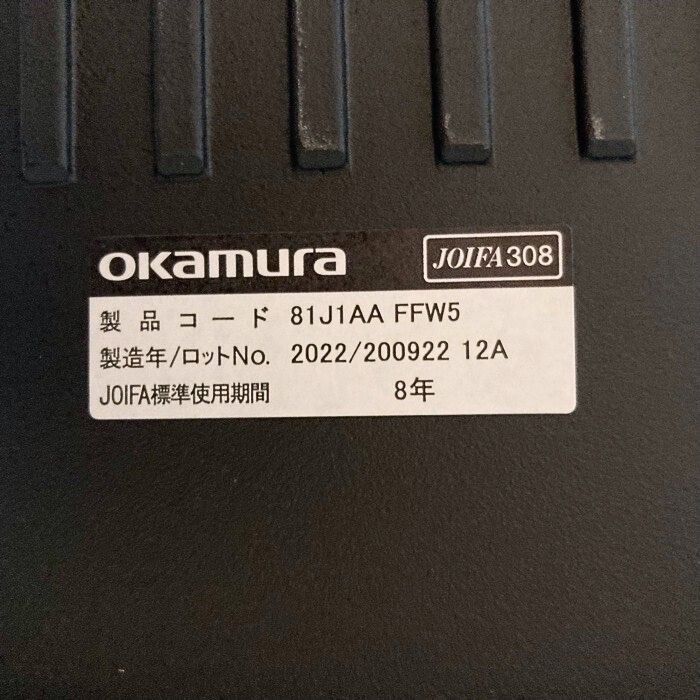 okamura JOIFA308
製品コード 81J1AA FFW5
製造年/ロットNo. 2022/200922 12A
JOIFA標準使用期間 8年